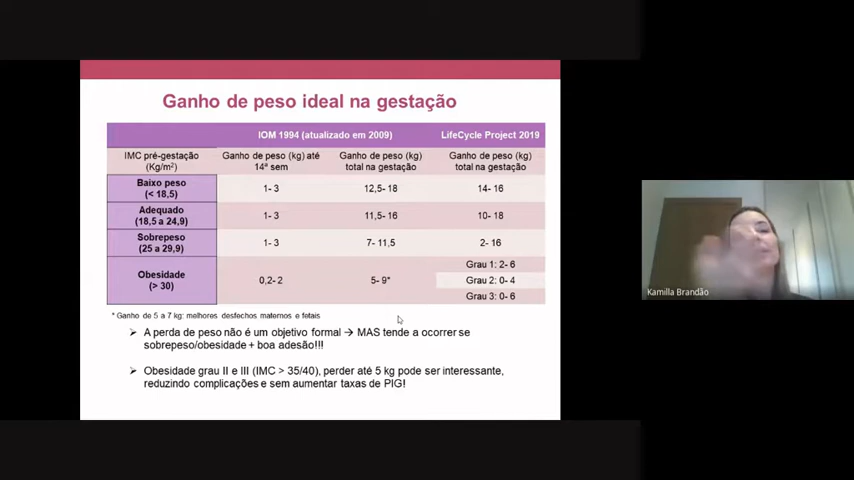 Ganho de peso ideal na gestação
IOM 1994 (atualizado em 2009) LifeCycle Project 2019
IMC pré-gestação (Kg/m²) Ganho de peso (kg) até 14ª sem Ganho de peso (kg) total na gestação Ganho de peso (kg) total na gestação
Baixo peso (< 18,5) 1- 3 12,5- 18 14- 16
Adequado (18,5 a 24,9) 1- 3 11,5- 16 10- 18
Sobrepeso (25 a 29,9) 1- 3 7- 11,5 2- 16
Obesidade (> 30) 0,2- 2 5- 9* Grau 1: 2- 6
Grau 2: 0- 4
Grau 3: 0- 6
* Ganho de 5 a 7 kg: melhores desfechos maternos e fetais
➢ A perda de peso não é um objetivo formal → MAS tende a ocorrer se
sobrepeso/obesidade + boa adesão!!!
➢ Obesidade grau II e III (IMC > 35/40), perder até 5 kg pode ser interessante,
reduzindo complicações e sem aumentar taxas de PIG!
Kamilla Brandão